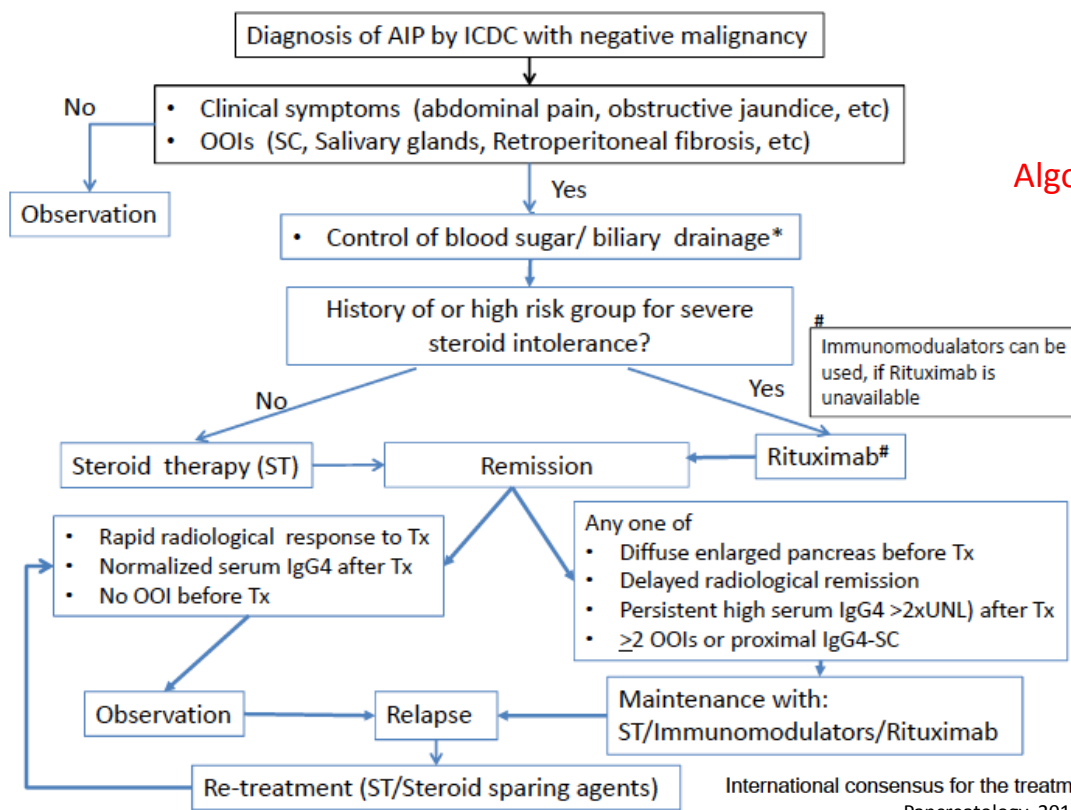 Diagnosis of AIP by ICDC with negative malignancy
No
• Clinical symptoms (abdominal pain, obstructive jaundice, etc)
• OOIs (SC, Salivary glands, Retroperitoneal fibrosis, etc)
Algo
Yes
Observation
• Control of blood sugar/ biliary drainage*
History of or high risk group for severe
steroid intolerance?
#
Immunomodualators can be
used, if Rituximab is
unavailable
No
Yes
Steroid therapy (ST)
Remission
Rituximab#
• Rapid radiological response to Tx
• Normalized serum IgG4 after Tx
• No OOI before Tx
Any one of
• Diffuse enlarged pancreas before Tx
• Delayed radiological remission
• Persistent high serum IgG4 >2xUNL) after Tx
• >2 OOIs or proximal IgG4-SC
Observation
Relapse
Maintenance with:
ST/Immunomodulators/Rituximab
Re-treatment (ST/Steroid sparing agents)
International consensus for the treatm
Pancreatology, 201